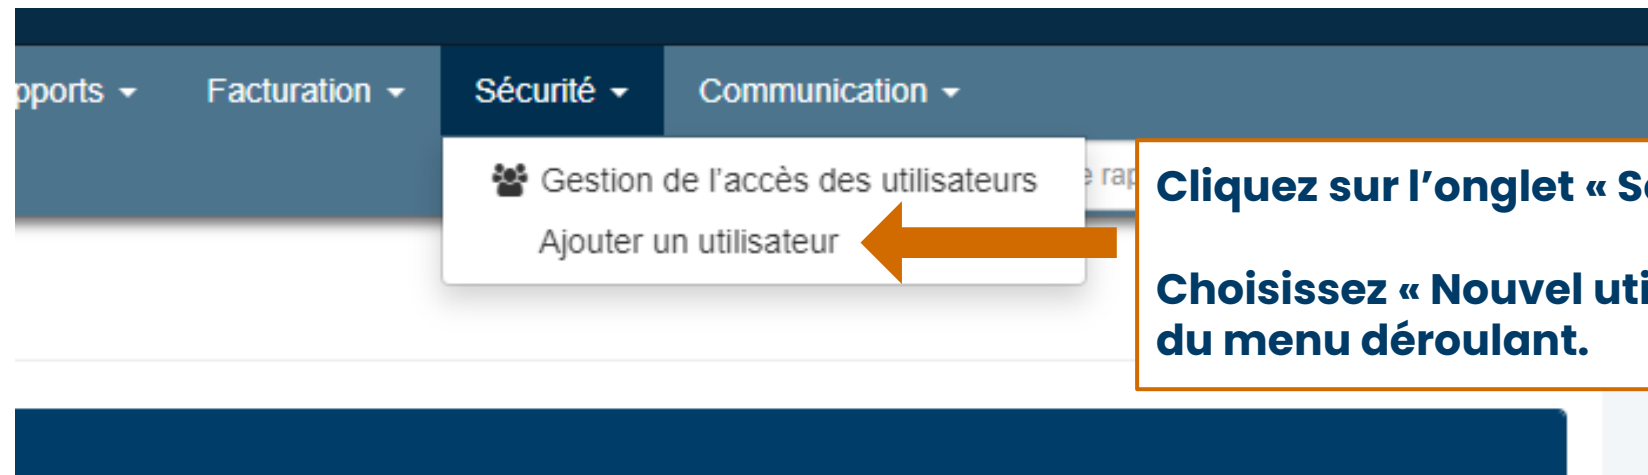 pports
Facturation
Sécurité
Communication
Gestion de l'accès des utilisateurs
Ajouter un utilisateur
Cliquez sur l’onglet «
Choisissez « Nouvel
du menu déroulant.